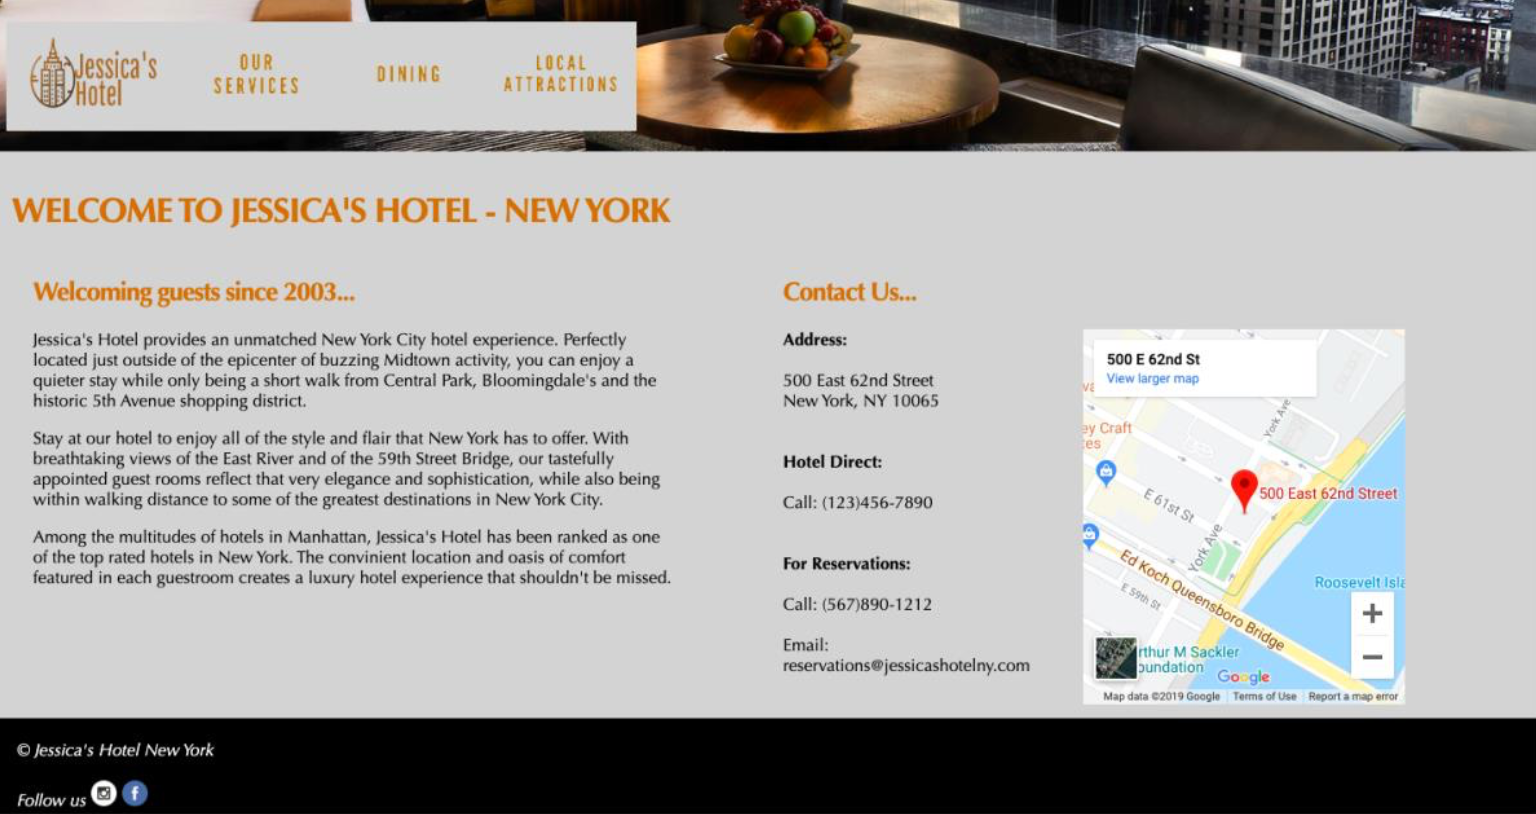 Jessica's
Hotel
OUR
SERVICES
DINING
LOCAL
ATTRACTIONS
WELCOME TO JESSICA'S HOTEL - NEW YORK
Welcoming guests since 2003...
Jessica's Hotel provides an unmatched New York City hotel experience. Perfectly
located just outside of the epicenter of buzzing Midtown activity, you can enjoy a
quieter stay while only being a short walk from Central Park, Bloomingdale's and the
historic 5th Avenue shopping district.
Stay at our hotel to enjoy all of the style and flair that New York has to offer. With
breathtaking views of the East River and of the 59th Street Bridge, our tastefully
appointed guest rooms reflect that very elegance and sophistication, while also being
within walking distance to some of the greatest destinations in New York City.
Among the multitudes of hotels in Manhattan, Jessica's Hotel has been ranked as one
of the top rated hotels in New York. The convinient location and oasis of comfort
featured in each guestroom creates a luxury hotel experience that shouldn't be missed.
Contact Us...
Address:
500 East 62nd Street
New York, NY 10065
Hotel Direct:
Call: (123)456-7890
For Reservations:
Call: (567)890-1212
Email:
reservations@jessicashotelny.com
500 E 62nd St
View larger map
York Ave
ey Craft
es
500 East 62nd Street
E 61st St
York Ave
Ed Koch Queensboro Bridge
E 59th St
Roosevelt Isla
+
−
rthur M Sackler
oundation
Google
Map data ©2019 Google Terms of Use Report a map error
© Jessica's Hotel New York
Follow us